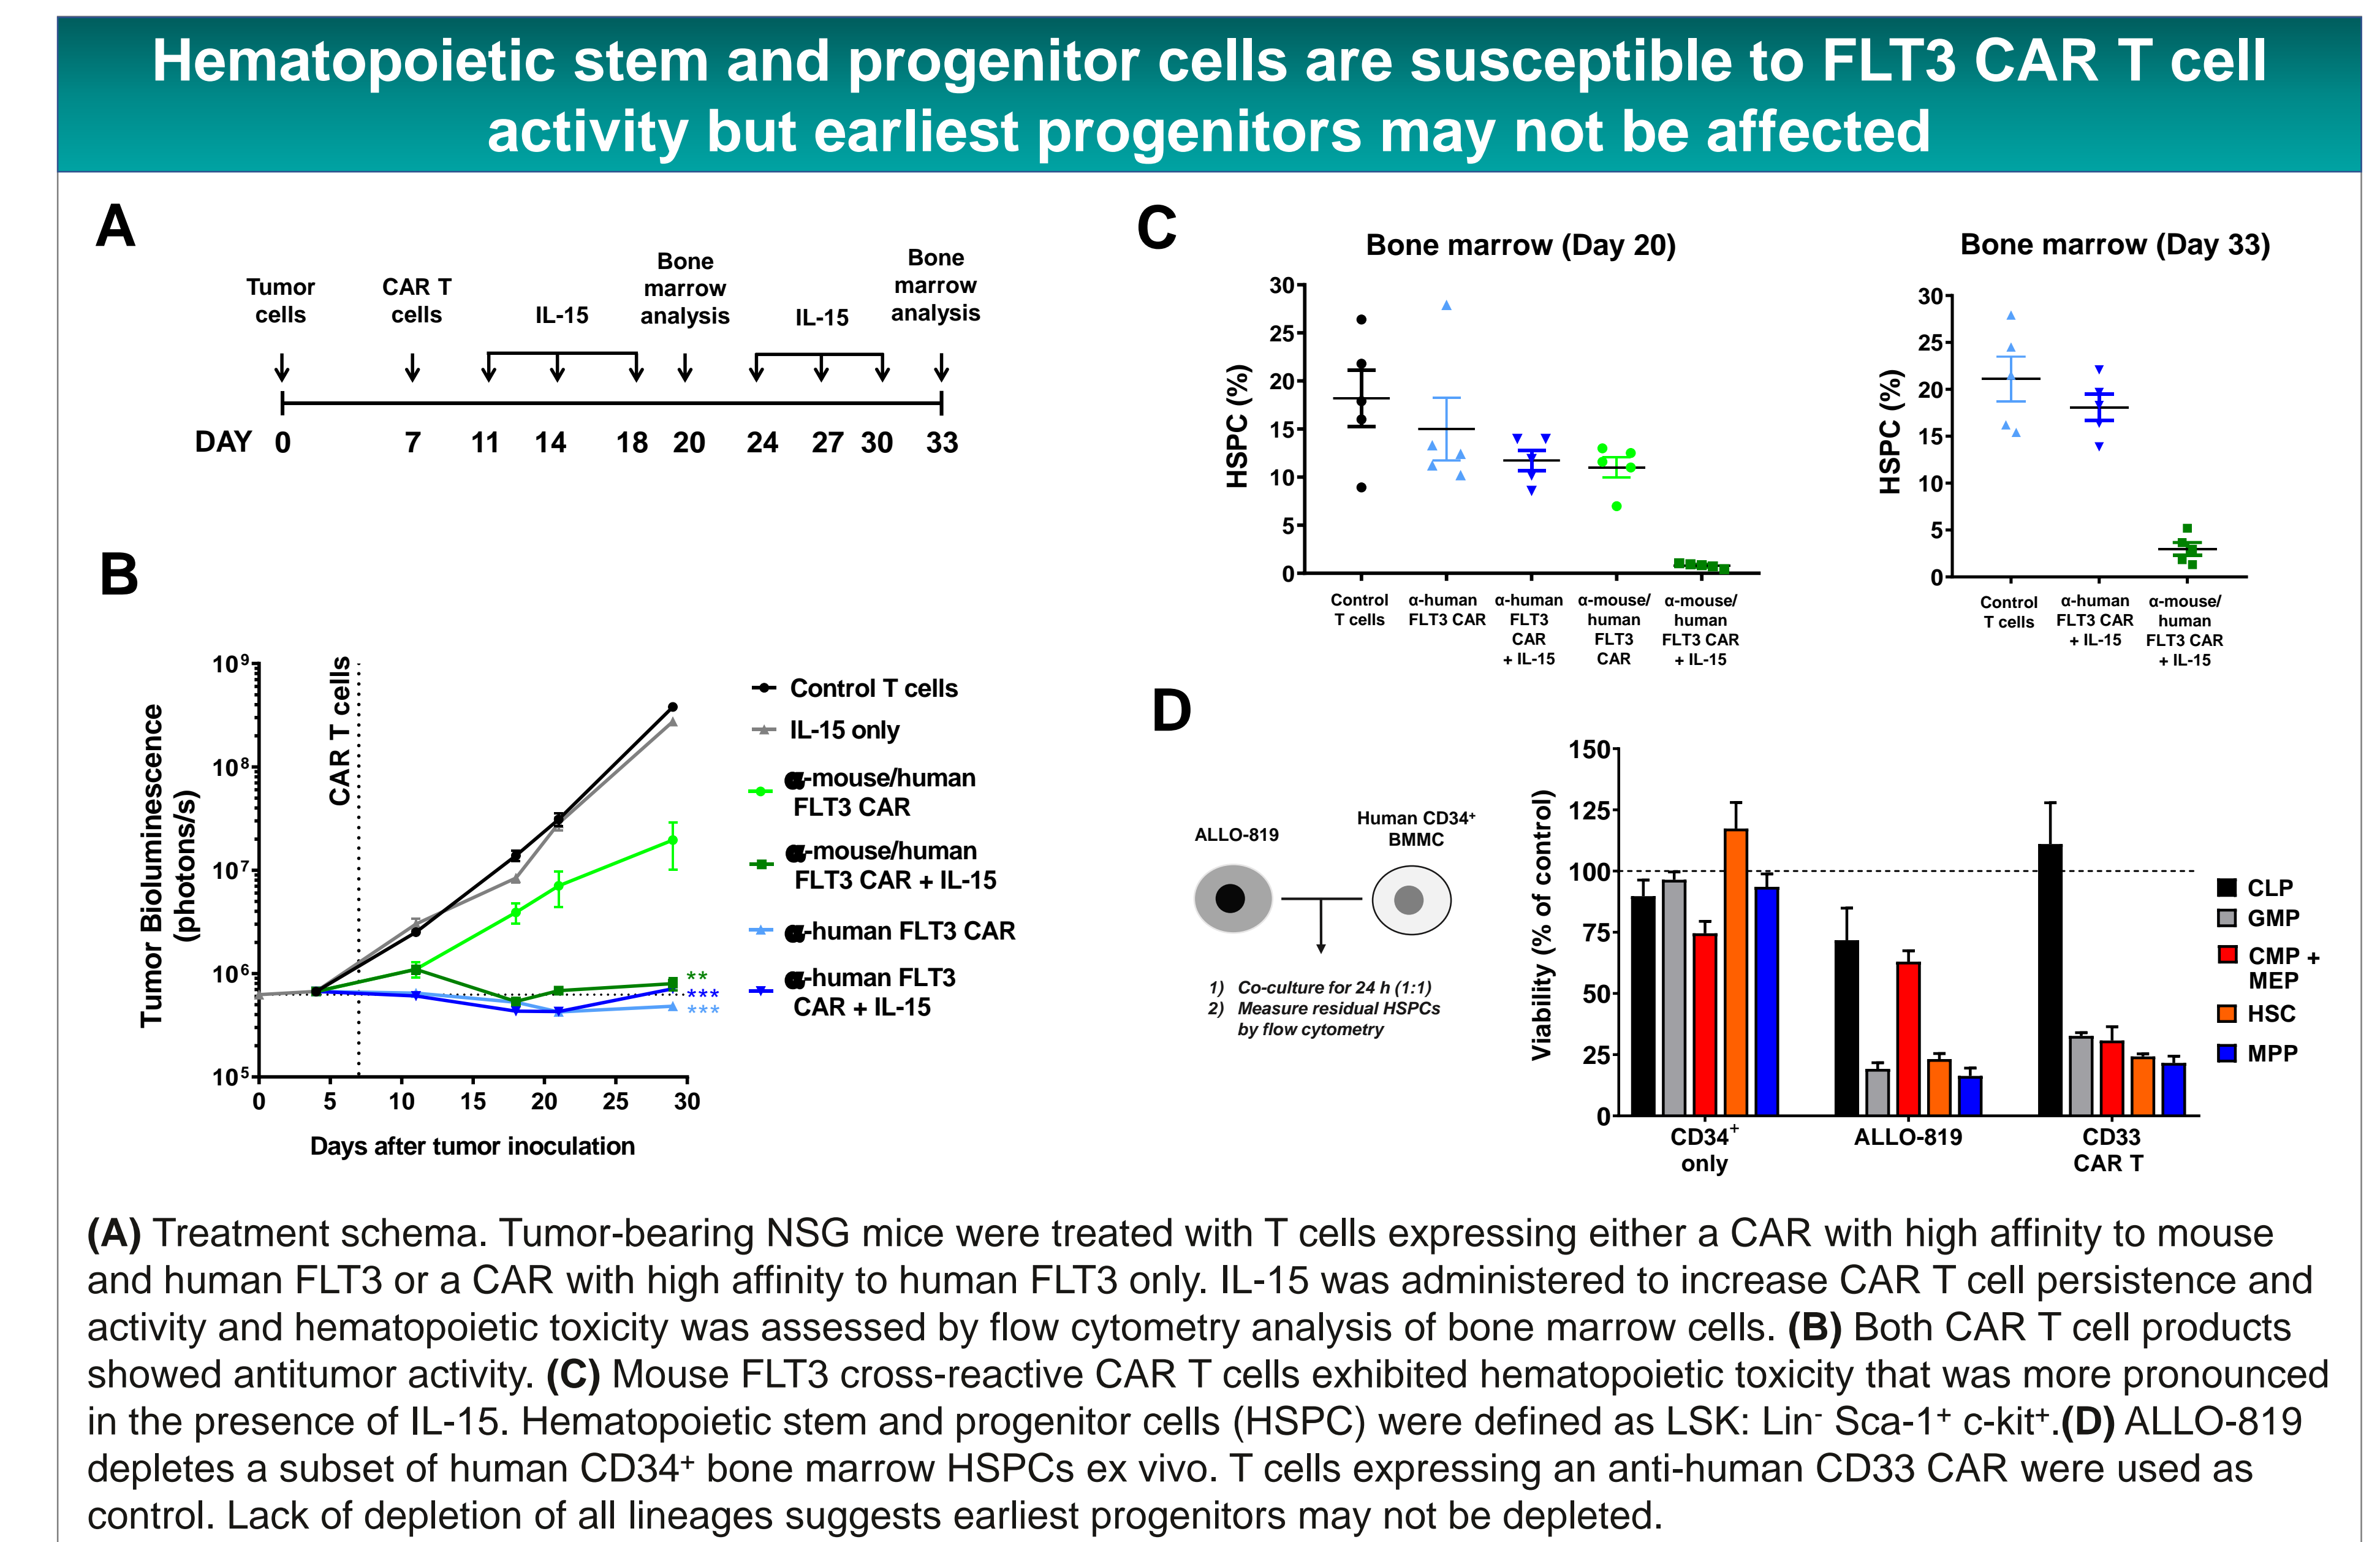 Hematopoietic stem and progenitor cells are susceptible to FLT3 CAR T cell
activity but earliest progenitors may not be affected
A
Tumor
cells
CAR T
cells
IL-15
Bone
marrow
analysis
IL-15
Bone
marrow
analysis
DAY 0 7 11 14 18 20 24 27 30 33
B
Tumor Bioluminescence
(photons/s)
10⁹
10⁸
10⁷
10⁶
10⁵
CAR T cells
**
***
***
0 5 10 15 20 25 30
Days after tumor inoculation
Control T cells
IL-15 only
α-mouse/human
FLT3 CAR
α-mouse/human
FLT3 CAR + IL-15
α-human FLT3 CAR
α-human FLT3
CAR + IL-15
C
Bone marrow (Day 20)
HSPC (%)
30
25
20
15
10
5
0
Control
T cells
α-human
FLT3 CAR
α-human
FLT3
CAR
+ IL-15
α-mouse/
human
FLT3
CAR
α-mouse/
human
FLT3 CAR
+ IL-15
Bone marrow (Day 33)
HSPC (%)
30
25
20
15
10
5
0
Control
T cells
α-human
FLT3 CAR
+ IL-15
α-mouse/
human
FLT3 CAR
+ IL-15
D
ALLO-819
Human CD34⁺
BMMC
1) Co-culture for 24 h (1:1)
2) Measure residual HSPCs
by flow cytometry
Viability (% of control)
150
125
100
75
50
25
0
CD34⁺
only
ALLO-819
CD33
CAR T
CLP
GMP
CMP +
MEP
HSC
MPP
(A) Treatment schema. Tumor-bearing NSG mice were treated with T cells expressing either a CAR with high affinity to mouse
and human FLT3 or a CAR with high affinity to human FLT3 only. IL-15 was administered to increase CAR T cell persistence and
activity and hematopoietic toxicity was assessed by flow cytometry analysis of bone marrow cells. (B) Both CAR T cell products
showed antitumor activity. (C) Mouse FLT3 cross-reactive CAR T cells exhibited hematopoietic toxicity that was more pronounced
in the presence of IL-15. Hematopoietic stem and progenitor cells (HSPC) were defined as LSK: Lin⁻ Sca-1⁺ c-kit⁺.(D) ALLO-819
depletes a subset of human CD34⁺ bone marrow HSPCs ex vivo. T cells expressing an anti-human CD33 CAR were used as
control. Lack of depletion of all lineages suggests earliest progenitors may not be depleted.